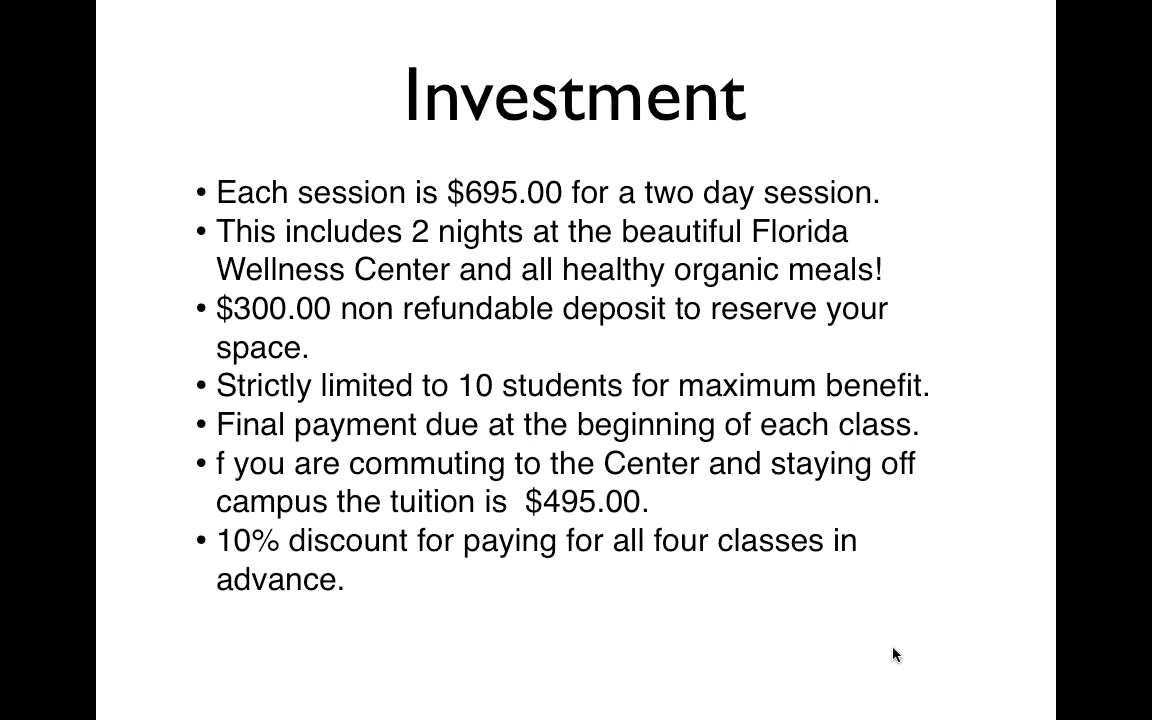 Investment
• Each session is $695.00 for a two day session.
• This includes 2 nights at the beautiful Florida
Wellness Center and all healthy organic meals!
• $300.00 non refundable deposit to reserve your
space.
• Strictly limited to 10 students for maximum benefit.
• Final payment due at the beginning of each class.
• f you are commuting to the Center and staying off
campus the tuition is  $495.00.
• 10% discount for paying for all four classes in
advance.